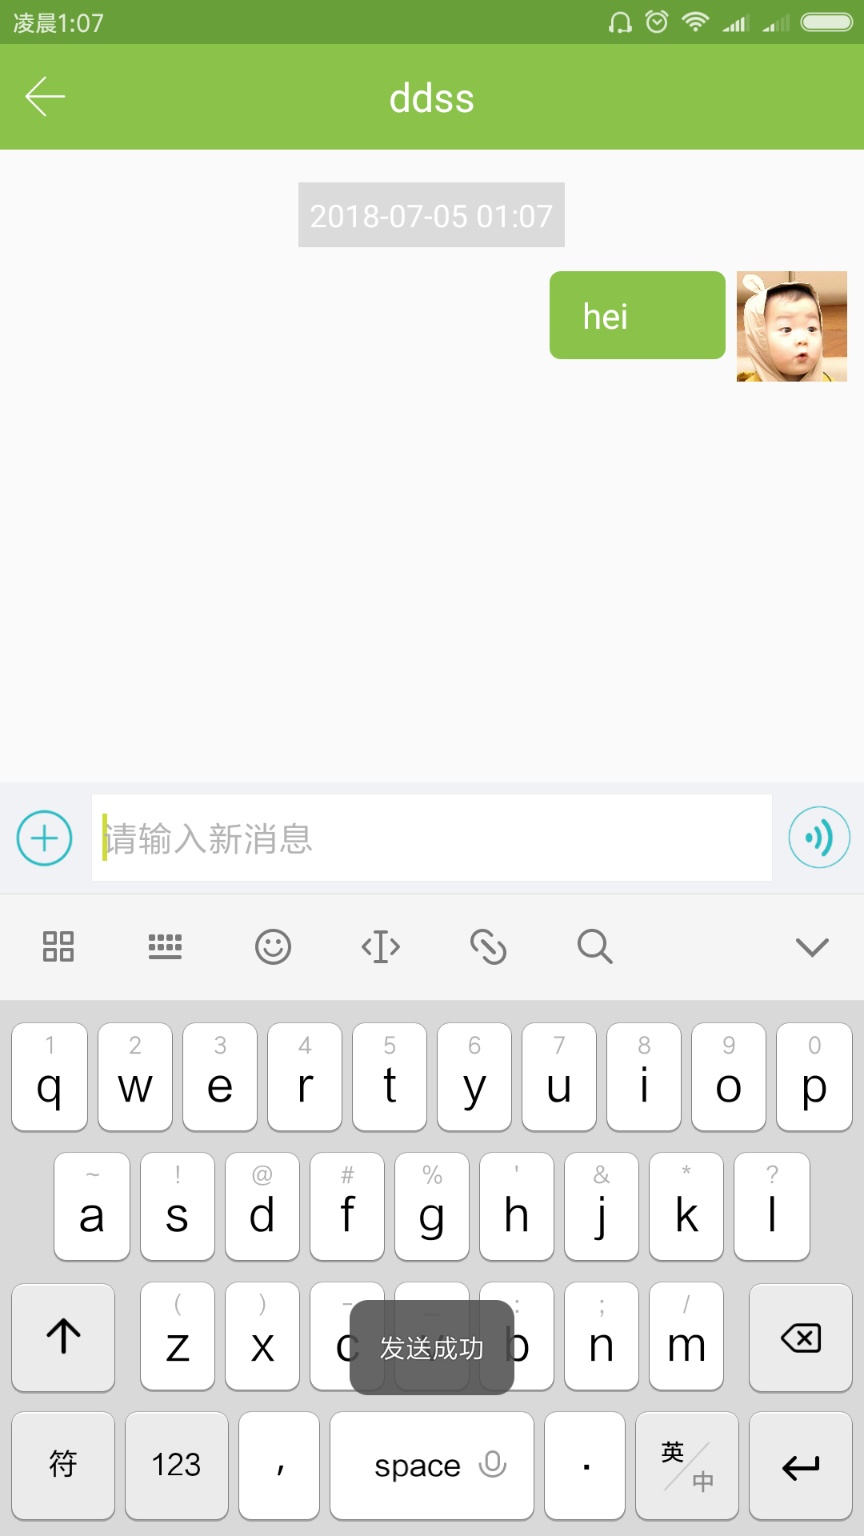 凌晨1:07
ddss
2018-07-05 01:07
hei
请输入新消息
1 2 3 4 5 6 7 8 9 0
q w e r t y u i o p
~ ! @ # % ' & * ?
a s d f g h j k l
( ) - _ : ; /
z x c v b n m
发送成功
符 123 , space . 英/中